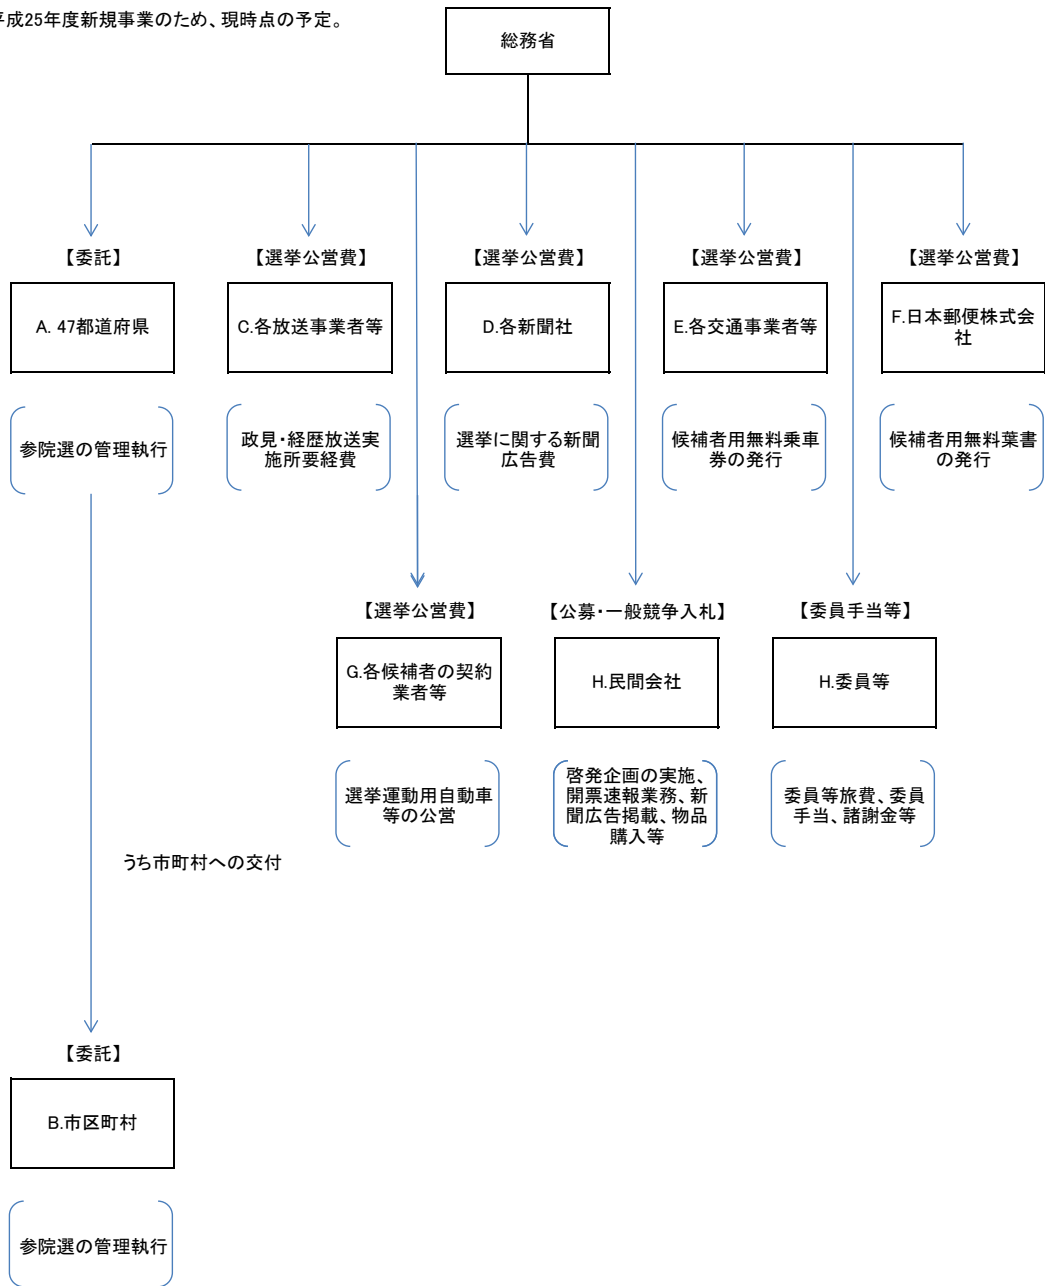 平成25年度新規事業のため、現時点の予定。
総務省
【委託】
A. 47都道府県
参院選の管理執行
【選挙公営費】
C.各放送事業者等
政見・経歴放送実
施所要経費
【選挙公営費】
D.各新聞社
選挙に関する新聞
広告費
【選挙公営費】
E.各交通事業者等
候補者用無料乗車
券の発行
【選挙公営費】
F.日本郵便株式会
社
候補者用無料葉書
の発行
【選挙公営費】
G.各候補者の契約
業者等
選挙運動用自動車
等の公営
【公募・一般競争入札】
H.民間会社
啓発企画の実施、
開票速報業務、新
聞広告掲載、物品
購入等
【委員手当等】
H.委員等
委員等旅費、委員
手当、諸謝金等
うち市町村への交付
【委託】
B.市区町村
参院選の管理執行